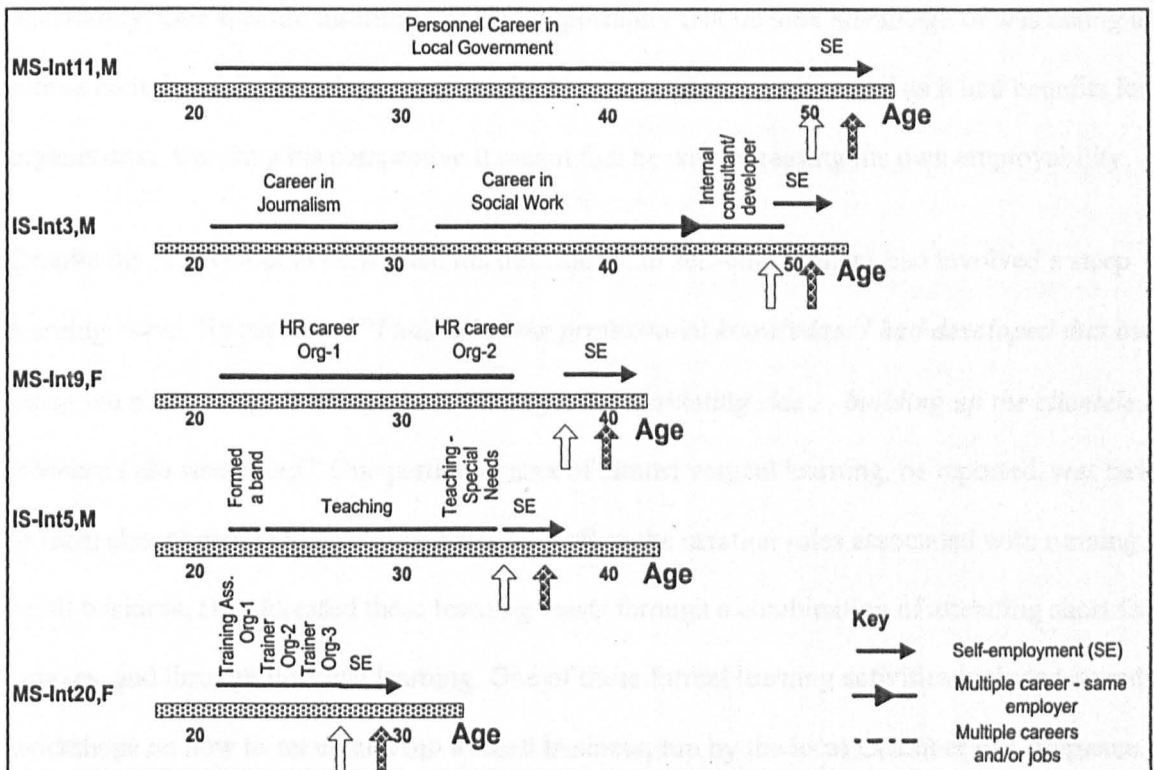 Personnel Career in
Local Government
SE
MS-Int11,M
20 30 40 50 Age
Career in
Journalism
Career in
Social Work
Internal
consultant/
developer
SE
IS-Int3,M
20 30 40 50 Age
HR career
Org-1
HR career
Org-2
SE
MS-Int9,F
20 30 40 Age
Formed
a band
Teaching
Teaching-
Special
Needs
SE
IS-Int5,M
20 30 40 Age
Training Ass.
Org-1
Trainer
Org-2
Trainer
Org-3
SE
MS-Int20,F
20 30 Age
Key
Self-employment (SE)
Multiple career - same
employer
Multiple careers
and/or jobs